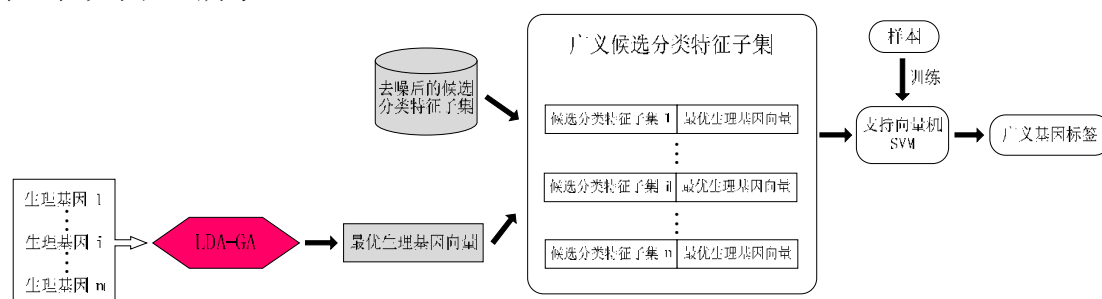 广义候选分类特征子集
去噪后的候选
分类特征子集
候选分类特征子集 1 最优生理基因向量
候选分类特征子集 i 最优生理基因向量
候选分类特征子集 n 最优生理基因向量
生理基因 1
生理基因 i
生理基因 n
LDA-GA
最优生理基因向量
样本
训练
支持向量机
SVM
广义基因标签